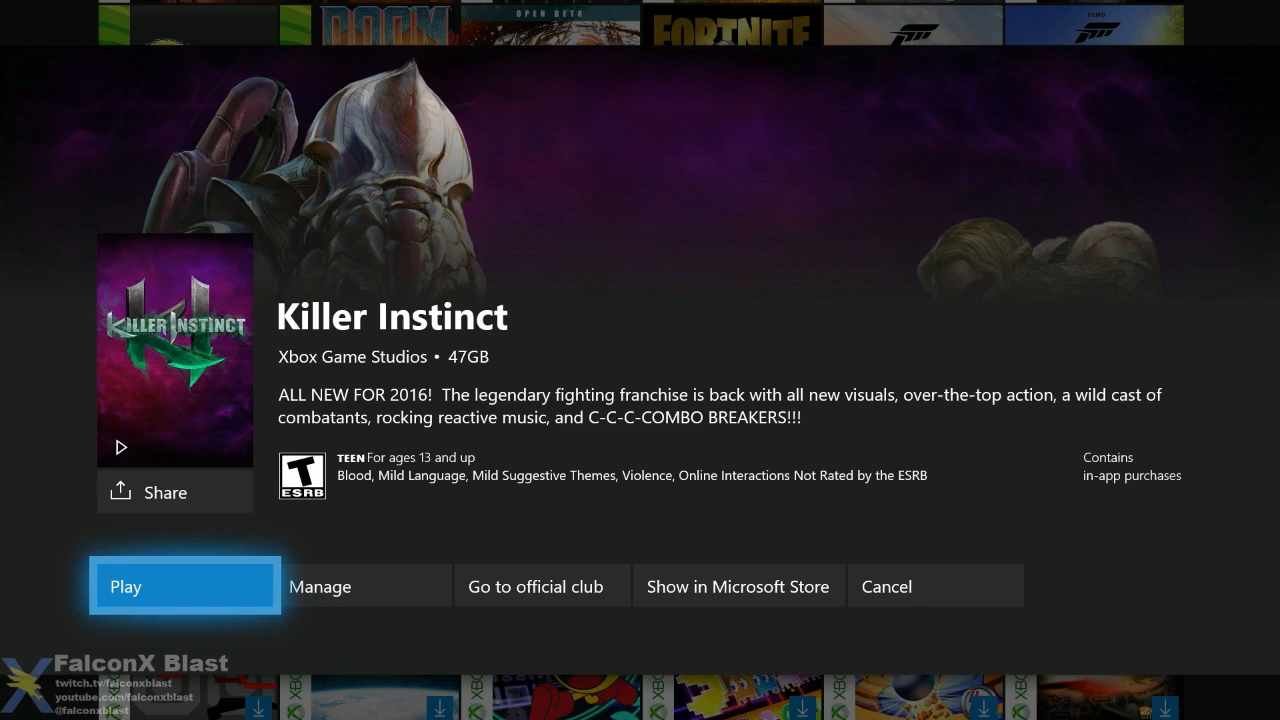 OPEN BETA
DEMO
DOOM
FORTNITE
KILLER INSTINCT
Killer Instinct
Xbox Game Studios • 47GB
ALL NEW FOR 2016!  The legendary fighting franchise is back with all new visuals, over-the-top action, a wild cast of
combatants, rocking reactive music, and C-C-C-COMBO BREAKERS!!!
T
ESRB
TEEN For ages 13 and up
Blood, Mild Language, Mild Suggestive Themes, Violence, Online Interactions Not Rated by the ESRB
Contains
in-app purchases
Share
Play
Manage
Go to official club
Show in Microsoft Store
Cancel
FalconX Blast
twitch.tv/falconxblast
youtube.com/falconxblast
@falconxblast